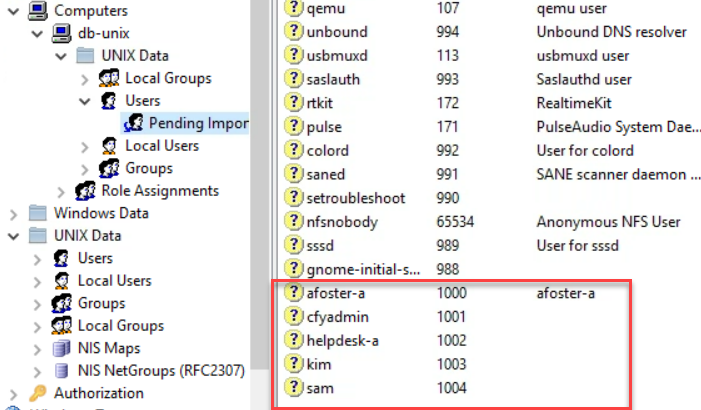 Computers
db-unix
UNIX Data
Local Groups
Users
Pending Impor
Local Users
Groups
Role Assignments
Windows Data
UNIX Data
Users
Local Users
Groups
Local Groups
NIS Maps
NIS NetGroups (RFC2307)
Authorization
qemu 107 qemu user
unbound 994 Unbound DNS resolver
usbmuxd 113 usbmuxd user
saslauth 993 Saslauthd user
rtkit 172 RealtimeKit
pulse 171 PulseAudio System Dae...
colord 992 User for colord
saned 991 SANE scanner daemon ...
setroubleshoot 990
nfsnobody 65534 Anonymous NFS User
sssd 989 User for sssd
gnome-initial-s... 988
afoster-a 1000 afoster-a
cfyadmin 1001
helpdesk-a 1002
kim 1003
sam 1004